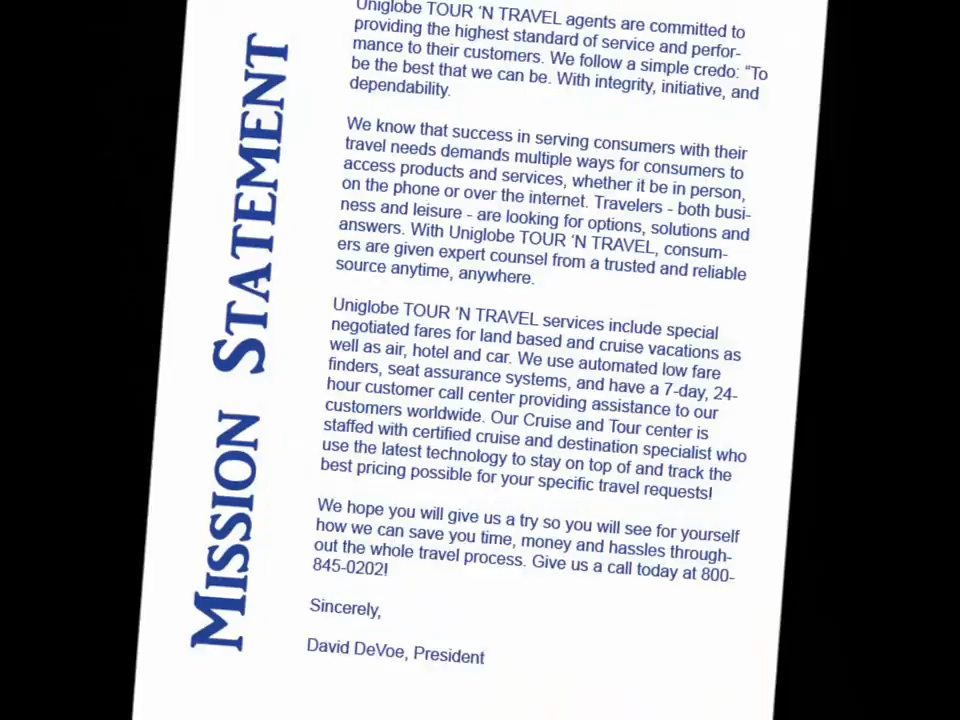 MISSION STATEMENT
Uniglobe TOUR ‘N TRAVEL agents are committed to
providing the highest standard of service and perfor-
mance to their customers. We follow a simple credo: “To
be the best that we can be. With integrity, initiative, and
dependability.
We know that success in serving consumers with their
travel needs demands multiple ways for consumers to
access products and services, whether it be in person,
on the phone or over the internet. Travelers - both busi-
ness and leisure - are looking for options, solutions and
answers. With Uniglobe TOUR ‘N TRAVEL, consum-
ers are given expert counsel from a trusted and reliable
source anytime, anywhere.
Uniglobe TOUR ‘N TRAVEL services include special
negotiated fares for land based and cruise vacations as
well as air, hotel and car. We use automated low fare
finders, seat assurance systems, and have a 7-day, 24-
hour customer call center providing assistance to our
customers worldwide. Our Cruise and Tour center is
staffed with certified cruise and destination specialist who
use the latest technology to stay on top of and track the
best pricing possible for your specific travel requests!
We hope you will give us a try so you will see for yourself
how we can save you time, money and hassles through-
out the whole travel process. Give us a call today at 800-
845-0202!
Sincerely,
David DeVoe, President